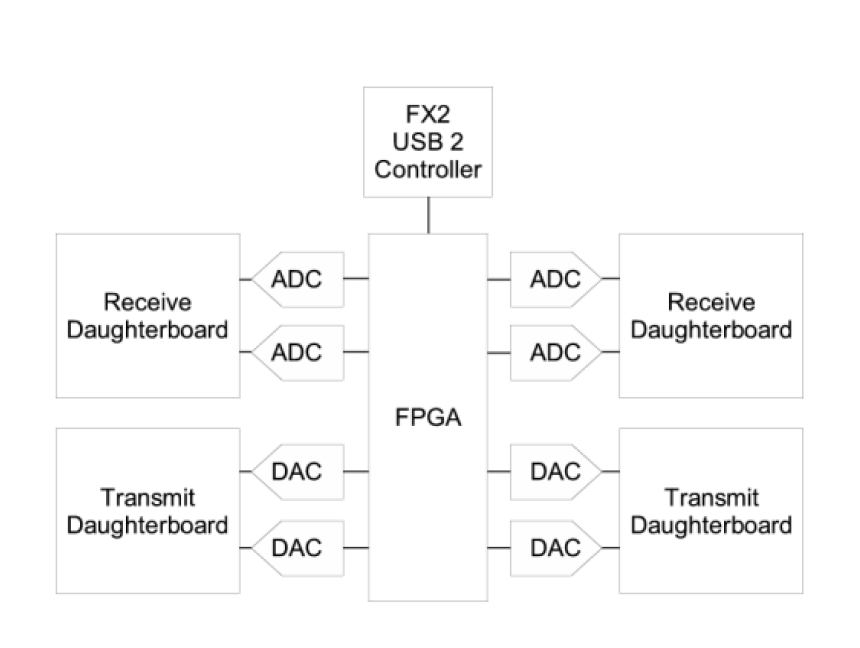 FX2
USB 2
Controller
Receive
Daughterboard
ADC
ADC
FPGA
ADC
ADC
Receive
Daughterboard
Transmit
Daughterboard
DAC
DAC
DAC
DAC
Transmit
Daughterboard